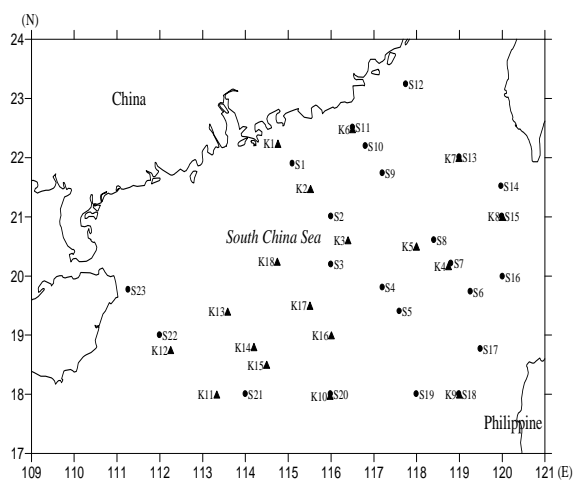 (N)
24
23
22
21
20
19
18
17
China
S12
K6 S11
K1 S10
S1 K7 S13
S9
K2 S14
S2 K8 S15
South China Sea K3 K5 S8
K18 S3 K4 S7
S16
S23 S4 S6
K13 K17 S5
S22 K16
K12 K14 S17
K15
K11 S21 K10 S20 S19 K9 S18
Philippine
109 110 111 112 113 114 115 116 117 118 119 120 121 (E)